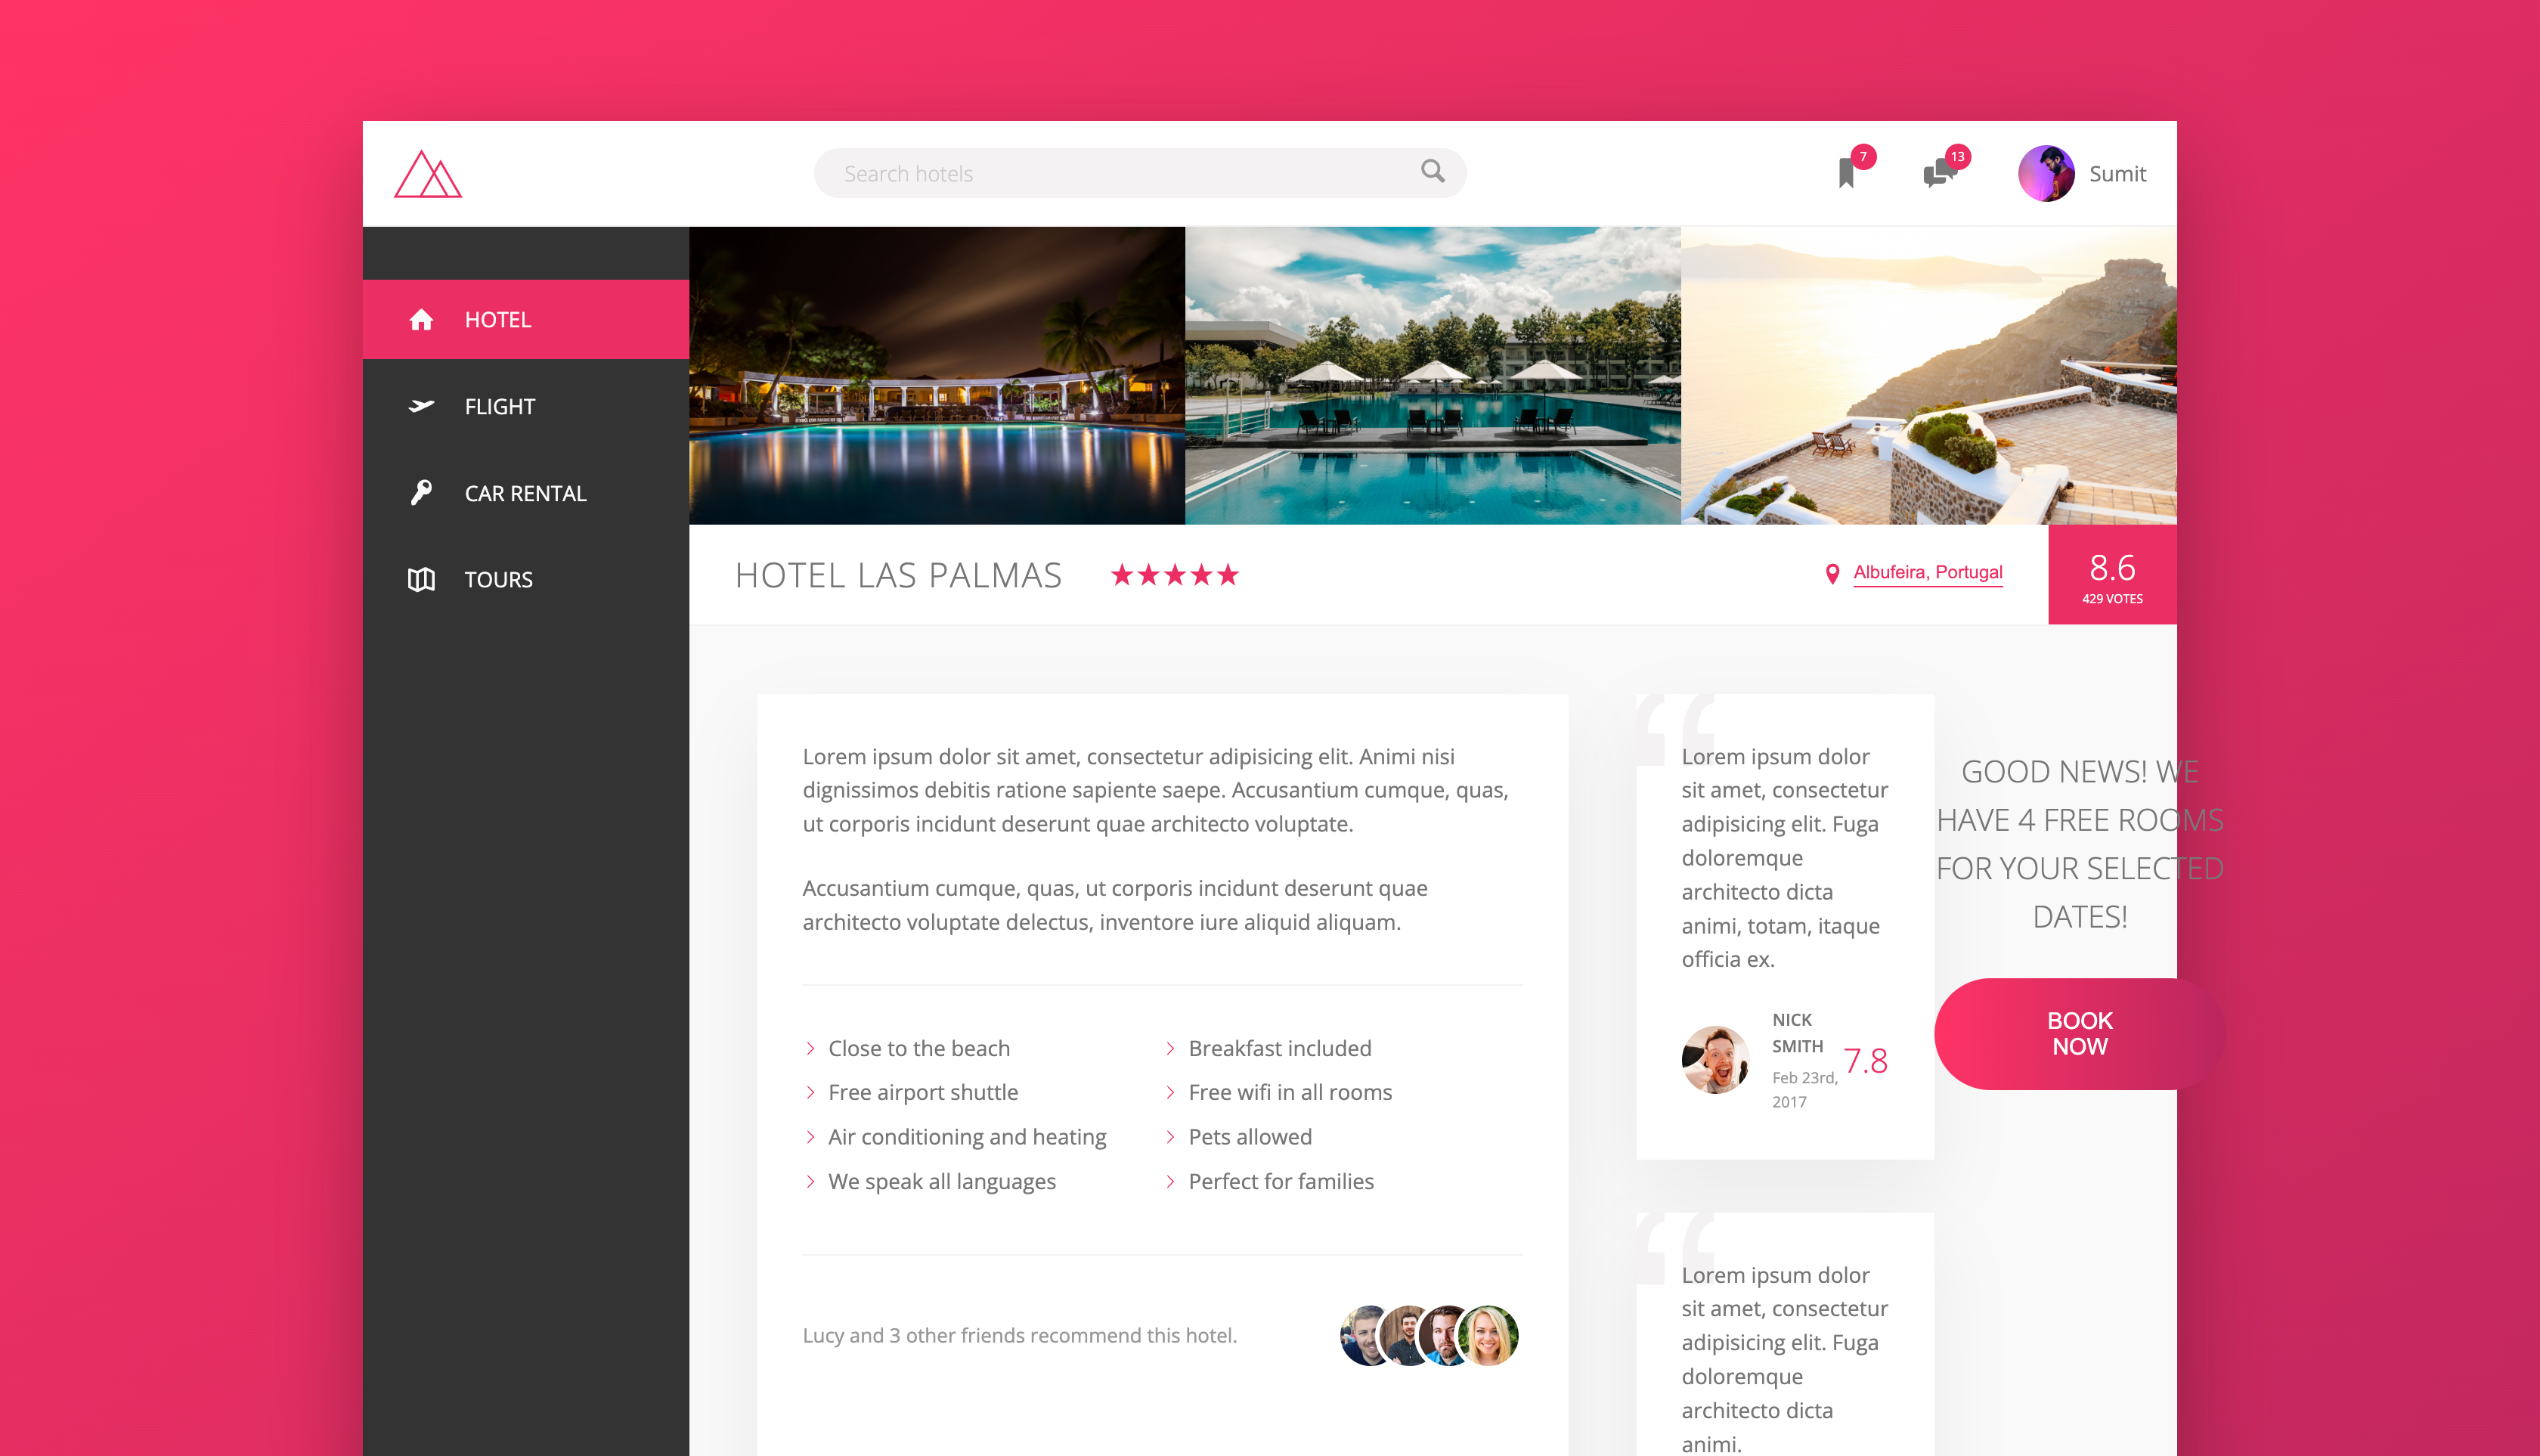 Search hotels
7
13
Sumit
HOTEL
FLIGHT
CAR RENTAL
TOURS
HOTEL LAS PALMAS
Albufeira, Portugal
8.6
429 VOTES
Lorem ipsum dolor sit amet, consectetur adipisicing elit. Animi nisi
dignissimos debitis ratione sapiente saepe. Accusantium cumque, quas,
ut corporis incidunt deserunt quae architecto voluptate.
Accusantium cumque, quas, ut corporis incidunt deserunt quae
architecto voluptate delectus, inventore iure aliquid aliquam.
Close to the beach
Free airport shuttle
Air conditioning and heating
We speak all languages
Breakfast included
Free wifi in all rooms
Pets allowed
Perfect for families
Lucy and 3 other friends recommend this hotel.
“
Lorem ipsum dolor
sit amet, consectetur
adipisicing elit. Fuga
doloremque
architecto dicta
animi, totam, itaque
officia ex.
NICK
SMITH
Feb 23rd,
2017
7.8
“
Lorem ipsum dolor
sit amet, consectetur
adipisicing elit. Fuga
doloremque
architecto dicta
animi.
GOOD NEWS! WE
HAVE 4 FREE ROOMS
FOR YOUR SELECTED
DATES!
BOOK
NOW